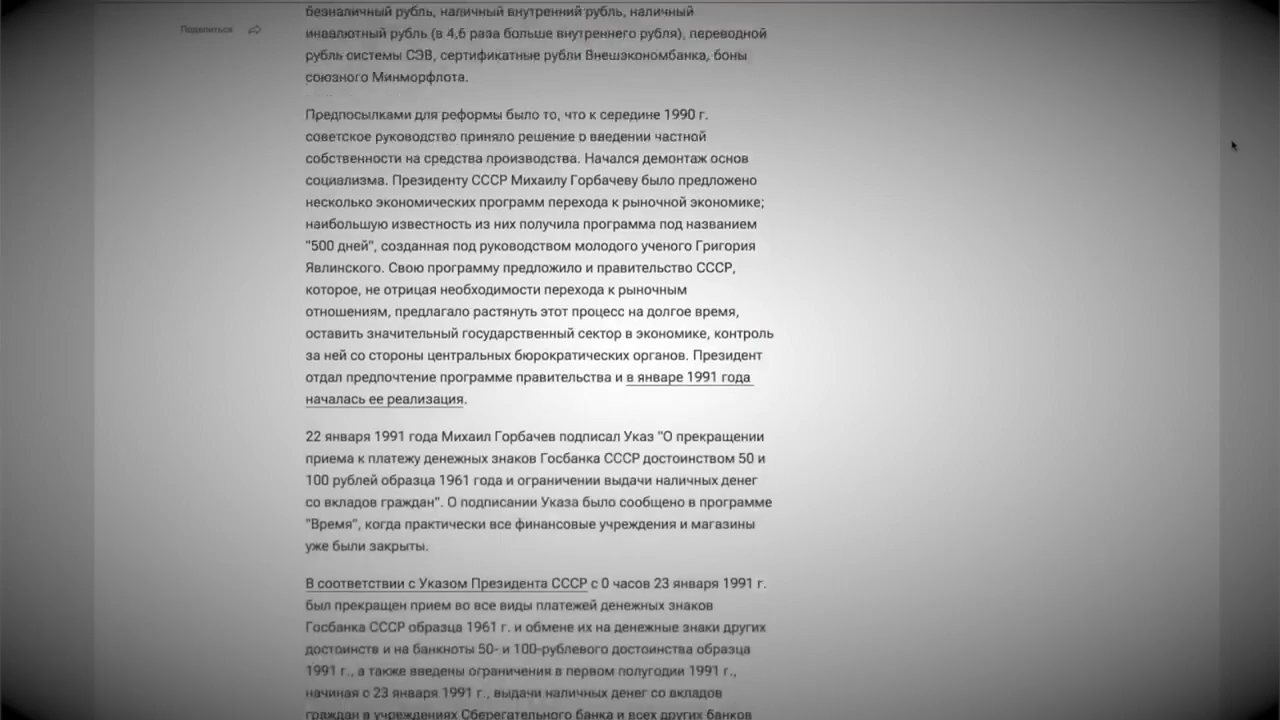 безналичный рубль, наличный внутренний рубль, наличный
Поделиться
инвалютный рубль (в 4,6 раза больше внутреннего рубля), переводной
рубль системы СЭВ, сертификатные рубли Внешэкономбанка, боны
союзного Минморфлота.
Предпосылками для реформы было то, что к середине 1990 г.
советское руководство приняло решение о введении частной
собственности на средства производства. Начался демонтаж основ
социализма. Президенту СССР Михаилу Горбачеву было предложено
несколько экономических программ перехода к рыночной экономике;
наибольшую известность из них получила программа под названием
"500 дней", созданная под руководством молодого ученого Григория
Явлинского. Свою программу предложило и правительство СССР,
которое, не отрицая необходимости перехода к рыночным
отношениям, предлагало растянуть этот процесс на долгое время,
оставить значительный государственный сектор в экономике, контроль
за ней со стороны центральных бюрократических органов. Президент
отдал предпочтение программе правительства и в январе 1991 года
началась ее реализация.
22 января 1991 года Михаил Горбачев подписал Указ "О прекращении
приема к платежу денежных знаков Госбанка СССР достоинством 50 и
100 рублей образца 1961 года и ограничении выдачи наличных денег
со вкладов граждан". О подписании Указа было сообщено в программе
"Время", когда практически все финансовые учреждения и магазины
уже были закрыты.
В соответствии с Указом Президента СССР с 0 часов 23 января 1991 г.
был прекращен прием во все виды платежей денежных знаков
Госбанка СССР образца 1961 г. и обмене их на денежные знаки других
достоинств и на банкноты 50- и 100-рублевого достоинства образца
1991 г., а также введены ограничения в первом полугодии 1991 г.,
начиная с 23 января 1991 г., выдачи наличных денег со вкладов
граждан в учреждениях Сберегательного банка и всех других банков